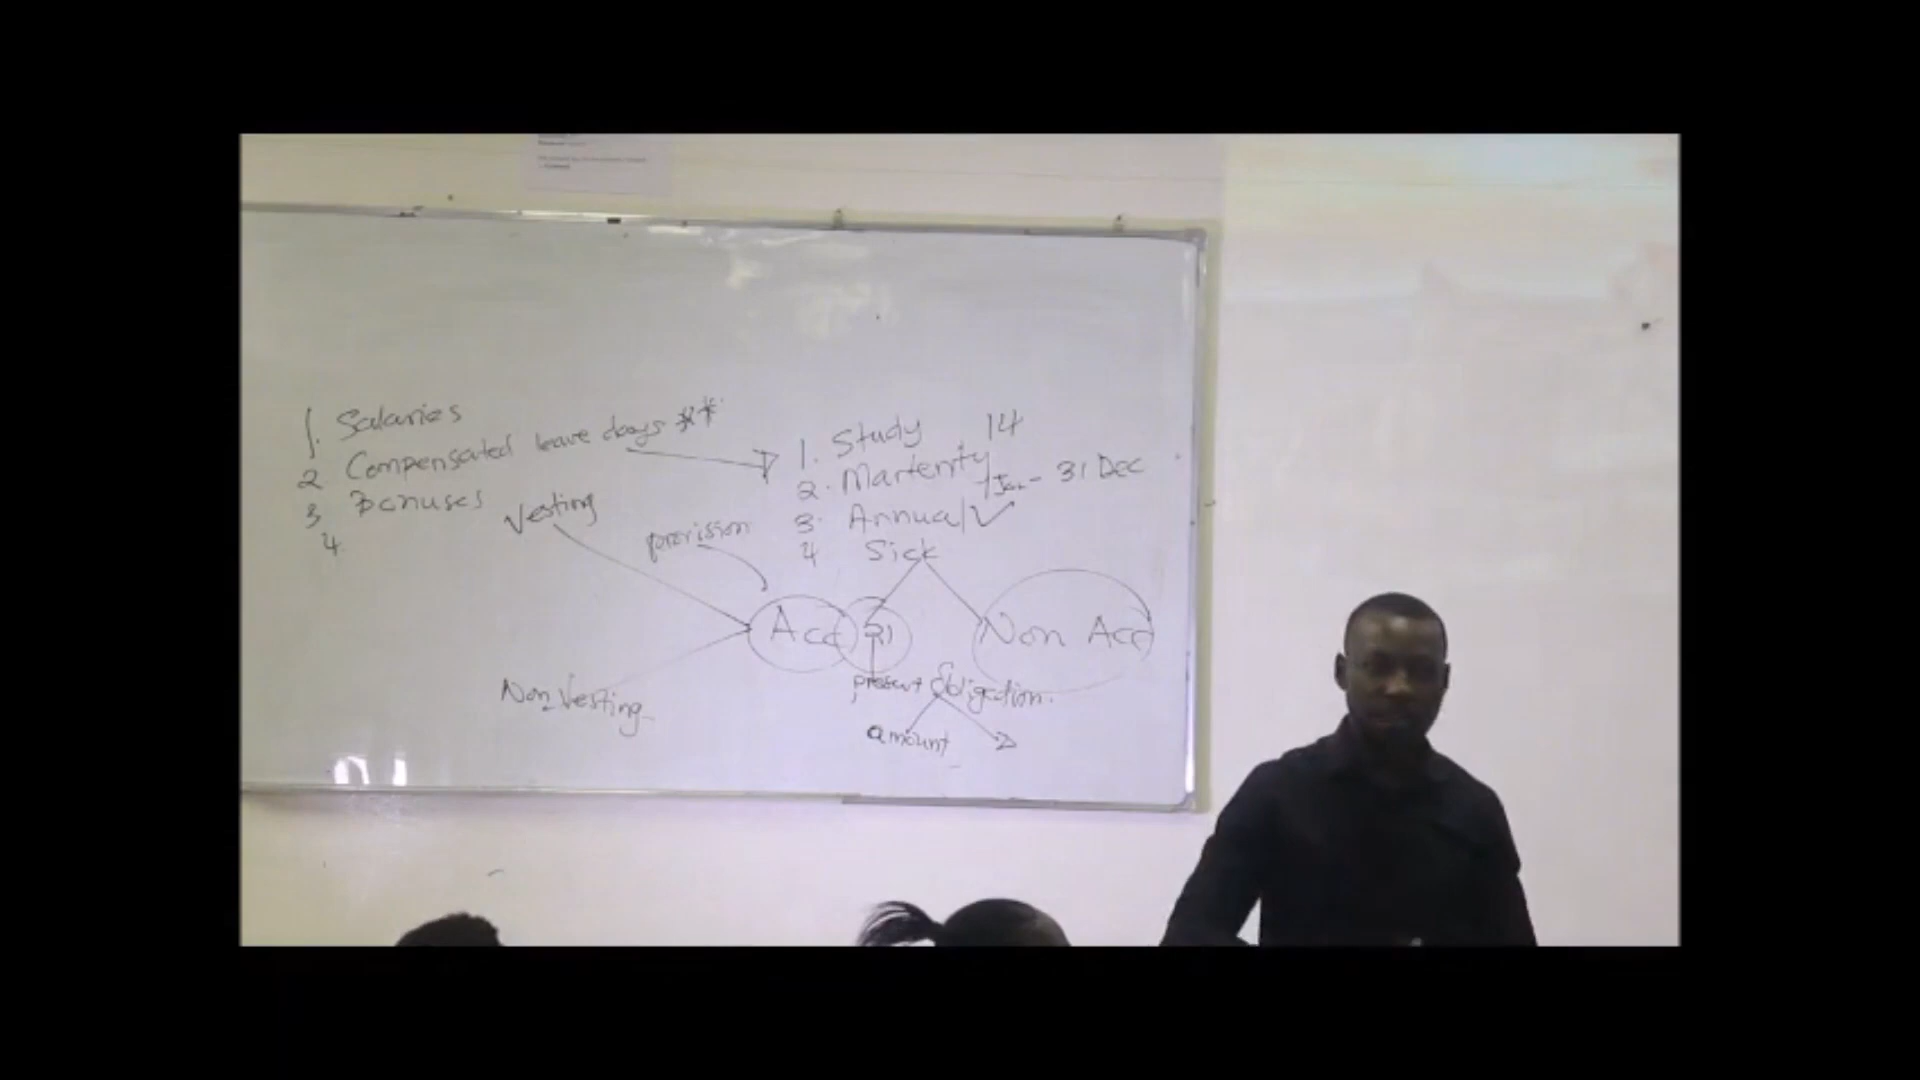 1. Salaries
2 Compensated leave days **
3 Bonuses
4
Vesting
provision
Non Vesting
1. Study 14
2. Marternity
1 Jan - 31 Dec
3. Annual ✓
4 Sick
Acc
Non Acc
present Obligation.
amount